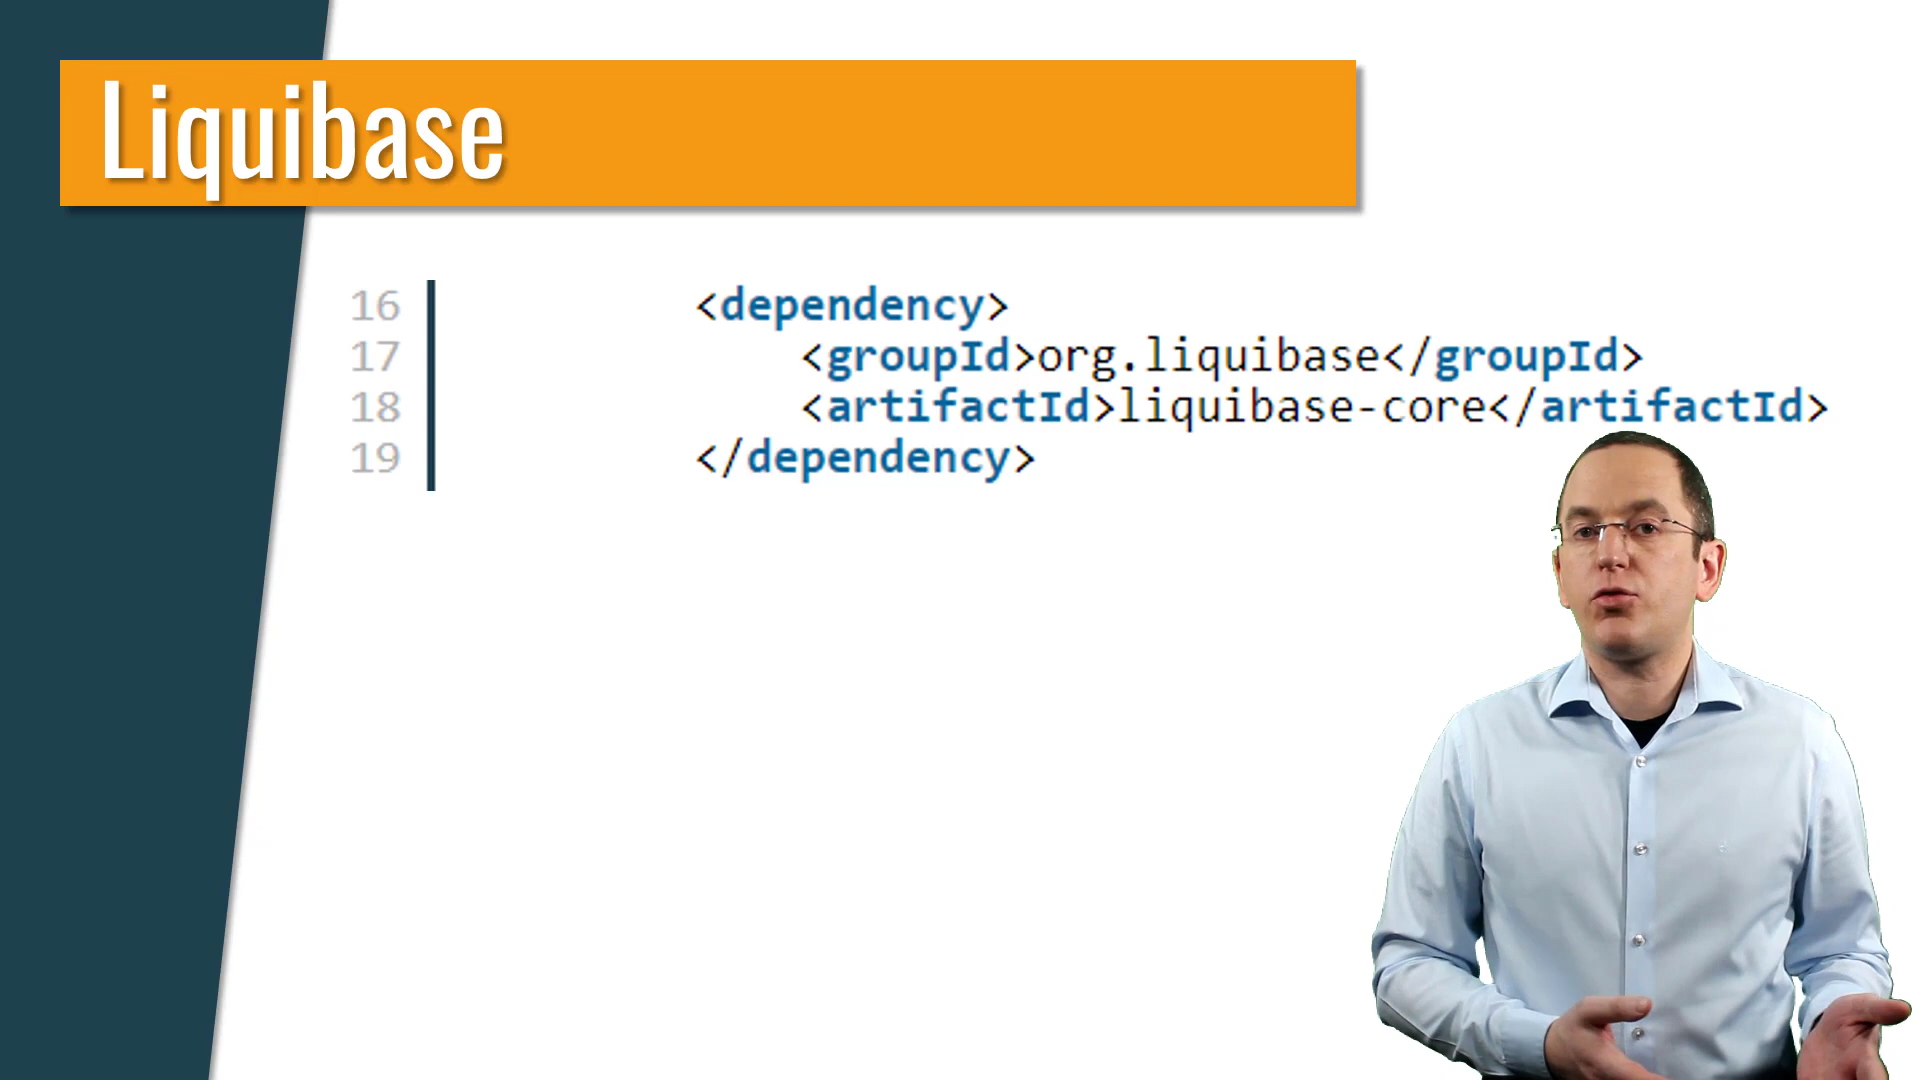 Liquibase
16 <dependency>
17 <groupId>org.liquibase</groupId>
18 <artifactId>liquibase-core</artifactId>
19 </dependency>